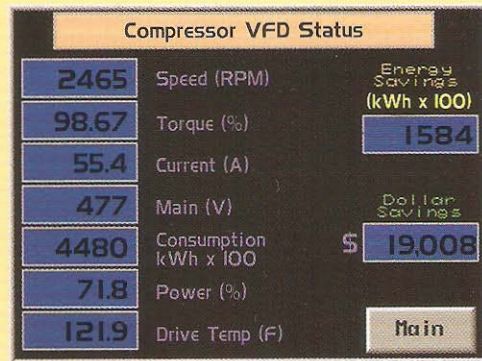 Compressor VFD Status
2465 Speed (RPM)
98.67 Torque (%)
55.4 Current (A)
477 Main (V)
4480 Consumption
kWh x 100
71.8 Power (%)
121.9 Drive Temp (F)
Energy
Savings
(kWh x 100)
1584
Dollar
Savings
$ 19,008
Main